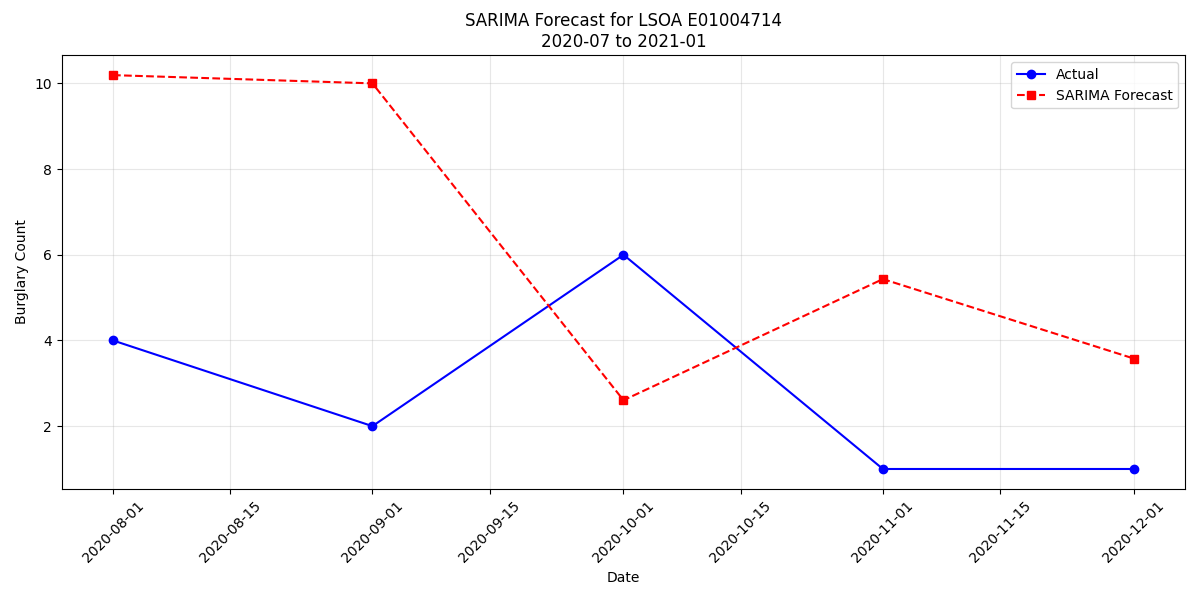 SARIMA Forecast for LSOA E01004714
2020-07 to 2021-01
Actual
SARIMA Forecast
Burglary Count
10
8
6
4
2
2020-08-01
2020-08-15
2020-09-01
2020-09-15
2020-10-01
2020-10-15
2020-11-01
2020-11-15
2020-12-01
Date